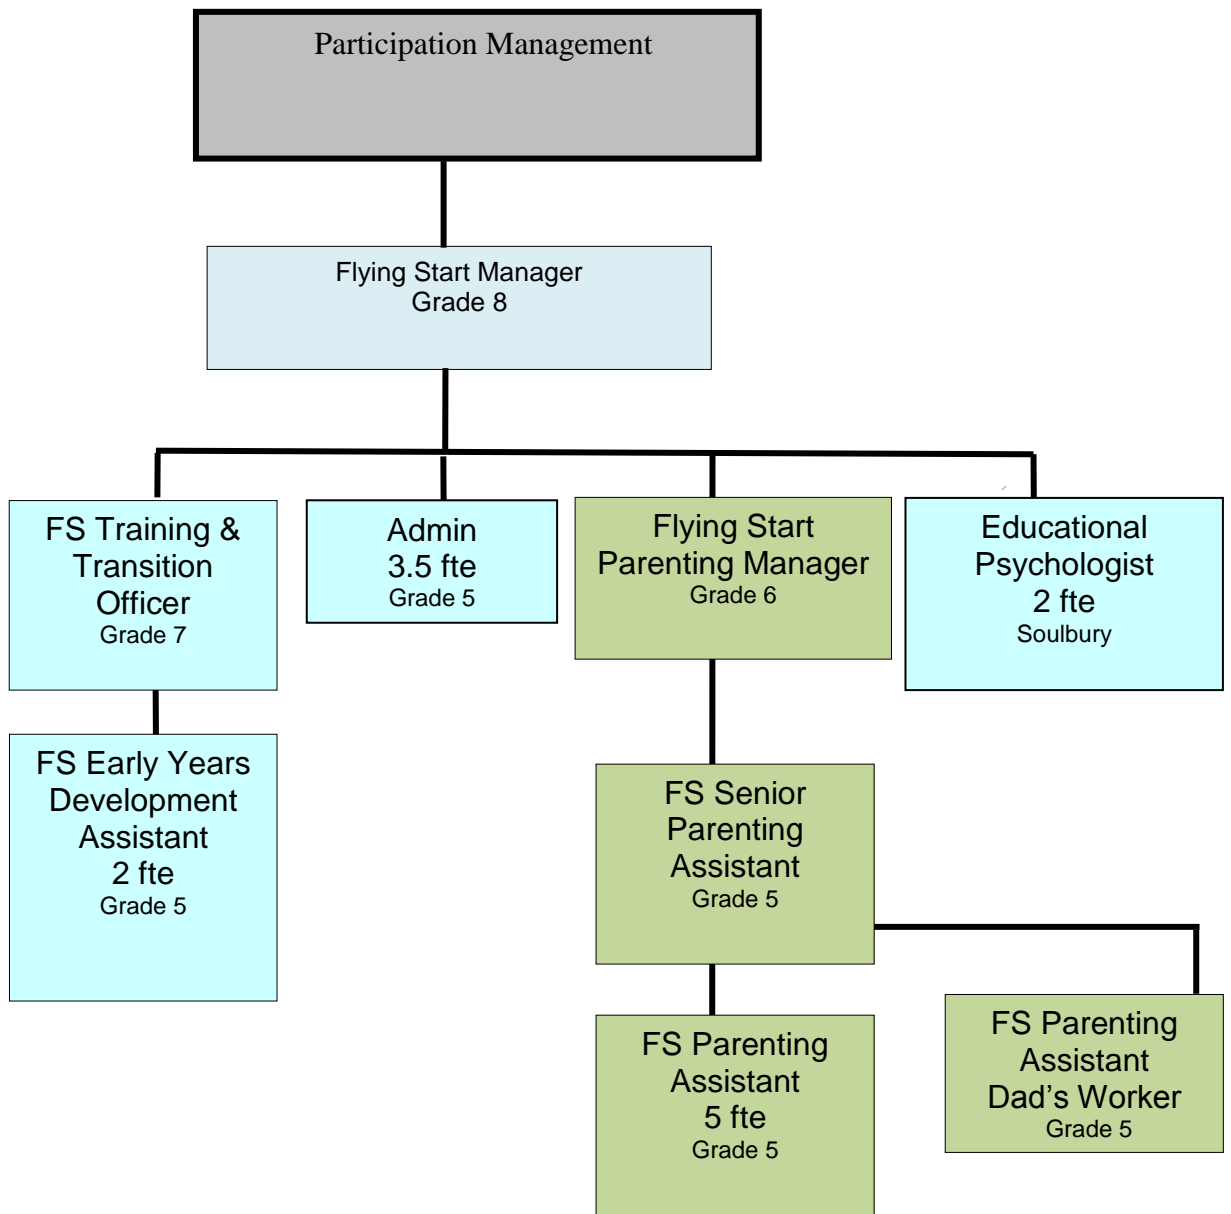 Participation Management
Flying Start Manager
Grade 8
FS Training &
Transition
Officer
Grade 7
Admin
3.5 fte
Grade 5
Flying Start
Parenting Manager
Grade 6
Educational
Psychologist
2 fte
Soulbury
FS Early Years
Development
Assistant
2 fte
Grade 5
FS Senior
Parenting
Assistant
Grade 5
FS Parenting
Assistant
5 fte
Grade 5
FS Parenting
Assistant
Dad’s Worker
Grade 5